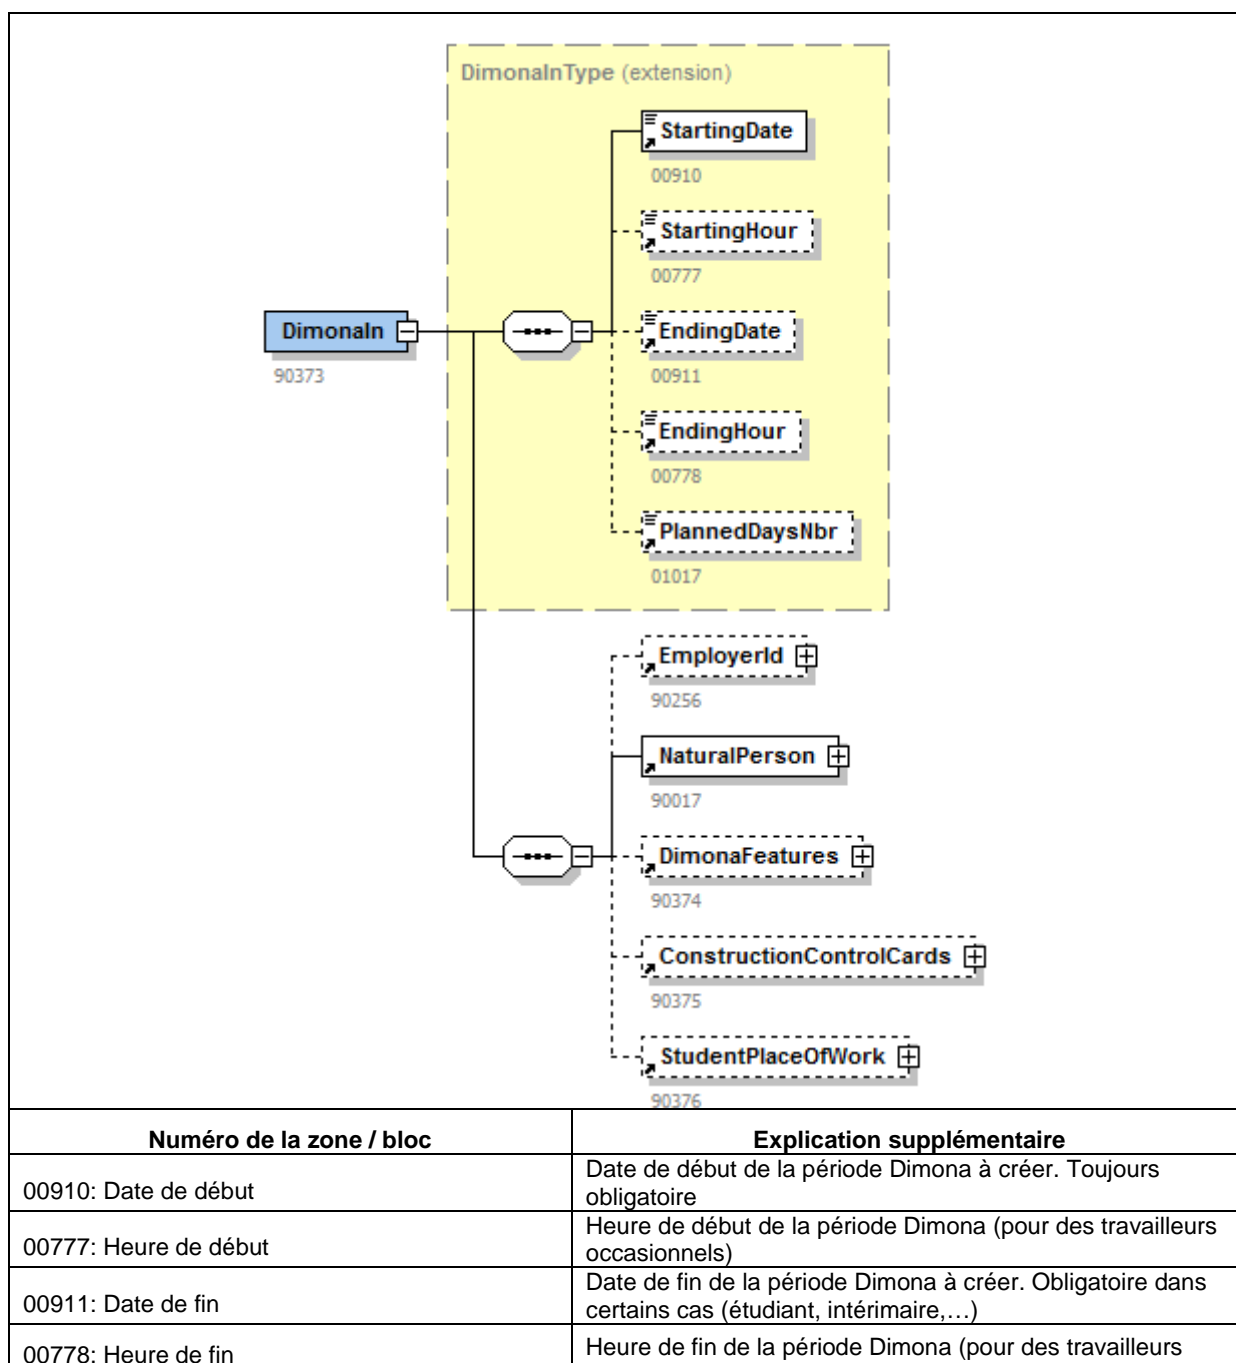 DimonaInType (extension)
StartingDate
00910
StartingHour
00777
DimonaIn
90373
EndingDate
00911
EndingHour
00778
PlannedDaysNbr
01017
EmployerId
90256
NaturalPerson
90017
DimonaFeatures
90374
ConstructionControlCards
90375
StudentPlaceOfWork
90376
Numéro de la zone / bloc
Explication supplémentaire
00910: Date de début
Date de début de la période Dimona à créer. Toujours
obligatoire
00777: Heure de début
Heure de début de la période Dimona (pour des travailleurs
occasionnels)
00911: Date de fin
Date de fin de la période Dimona à créer. Obligatoire dans
certains cas (étudiant, intérimaire,…)
00778: Heure de fin
Heure de fin de la période Dimona (pour des travailleurs